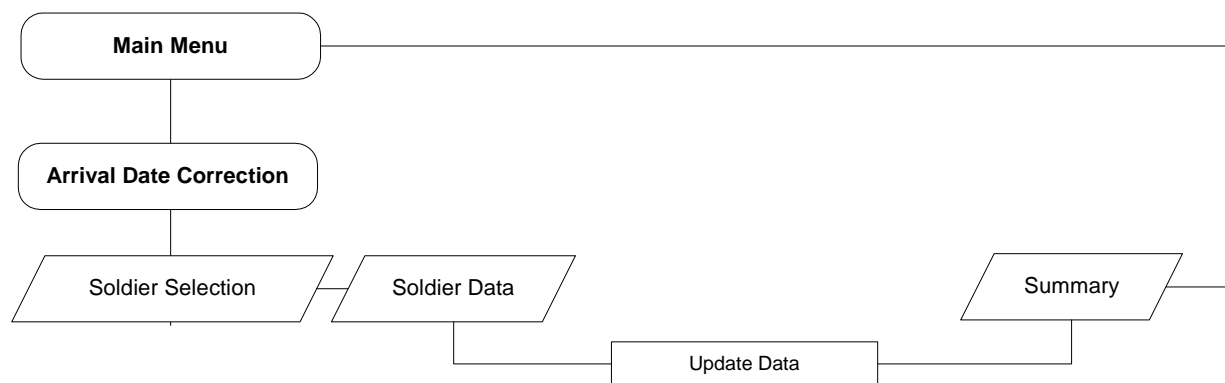 Main Menu
Arrival Date Correction
Soldier Selection
Soldier Data
Summary
Update Data